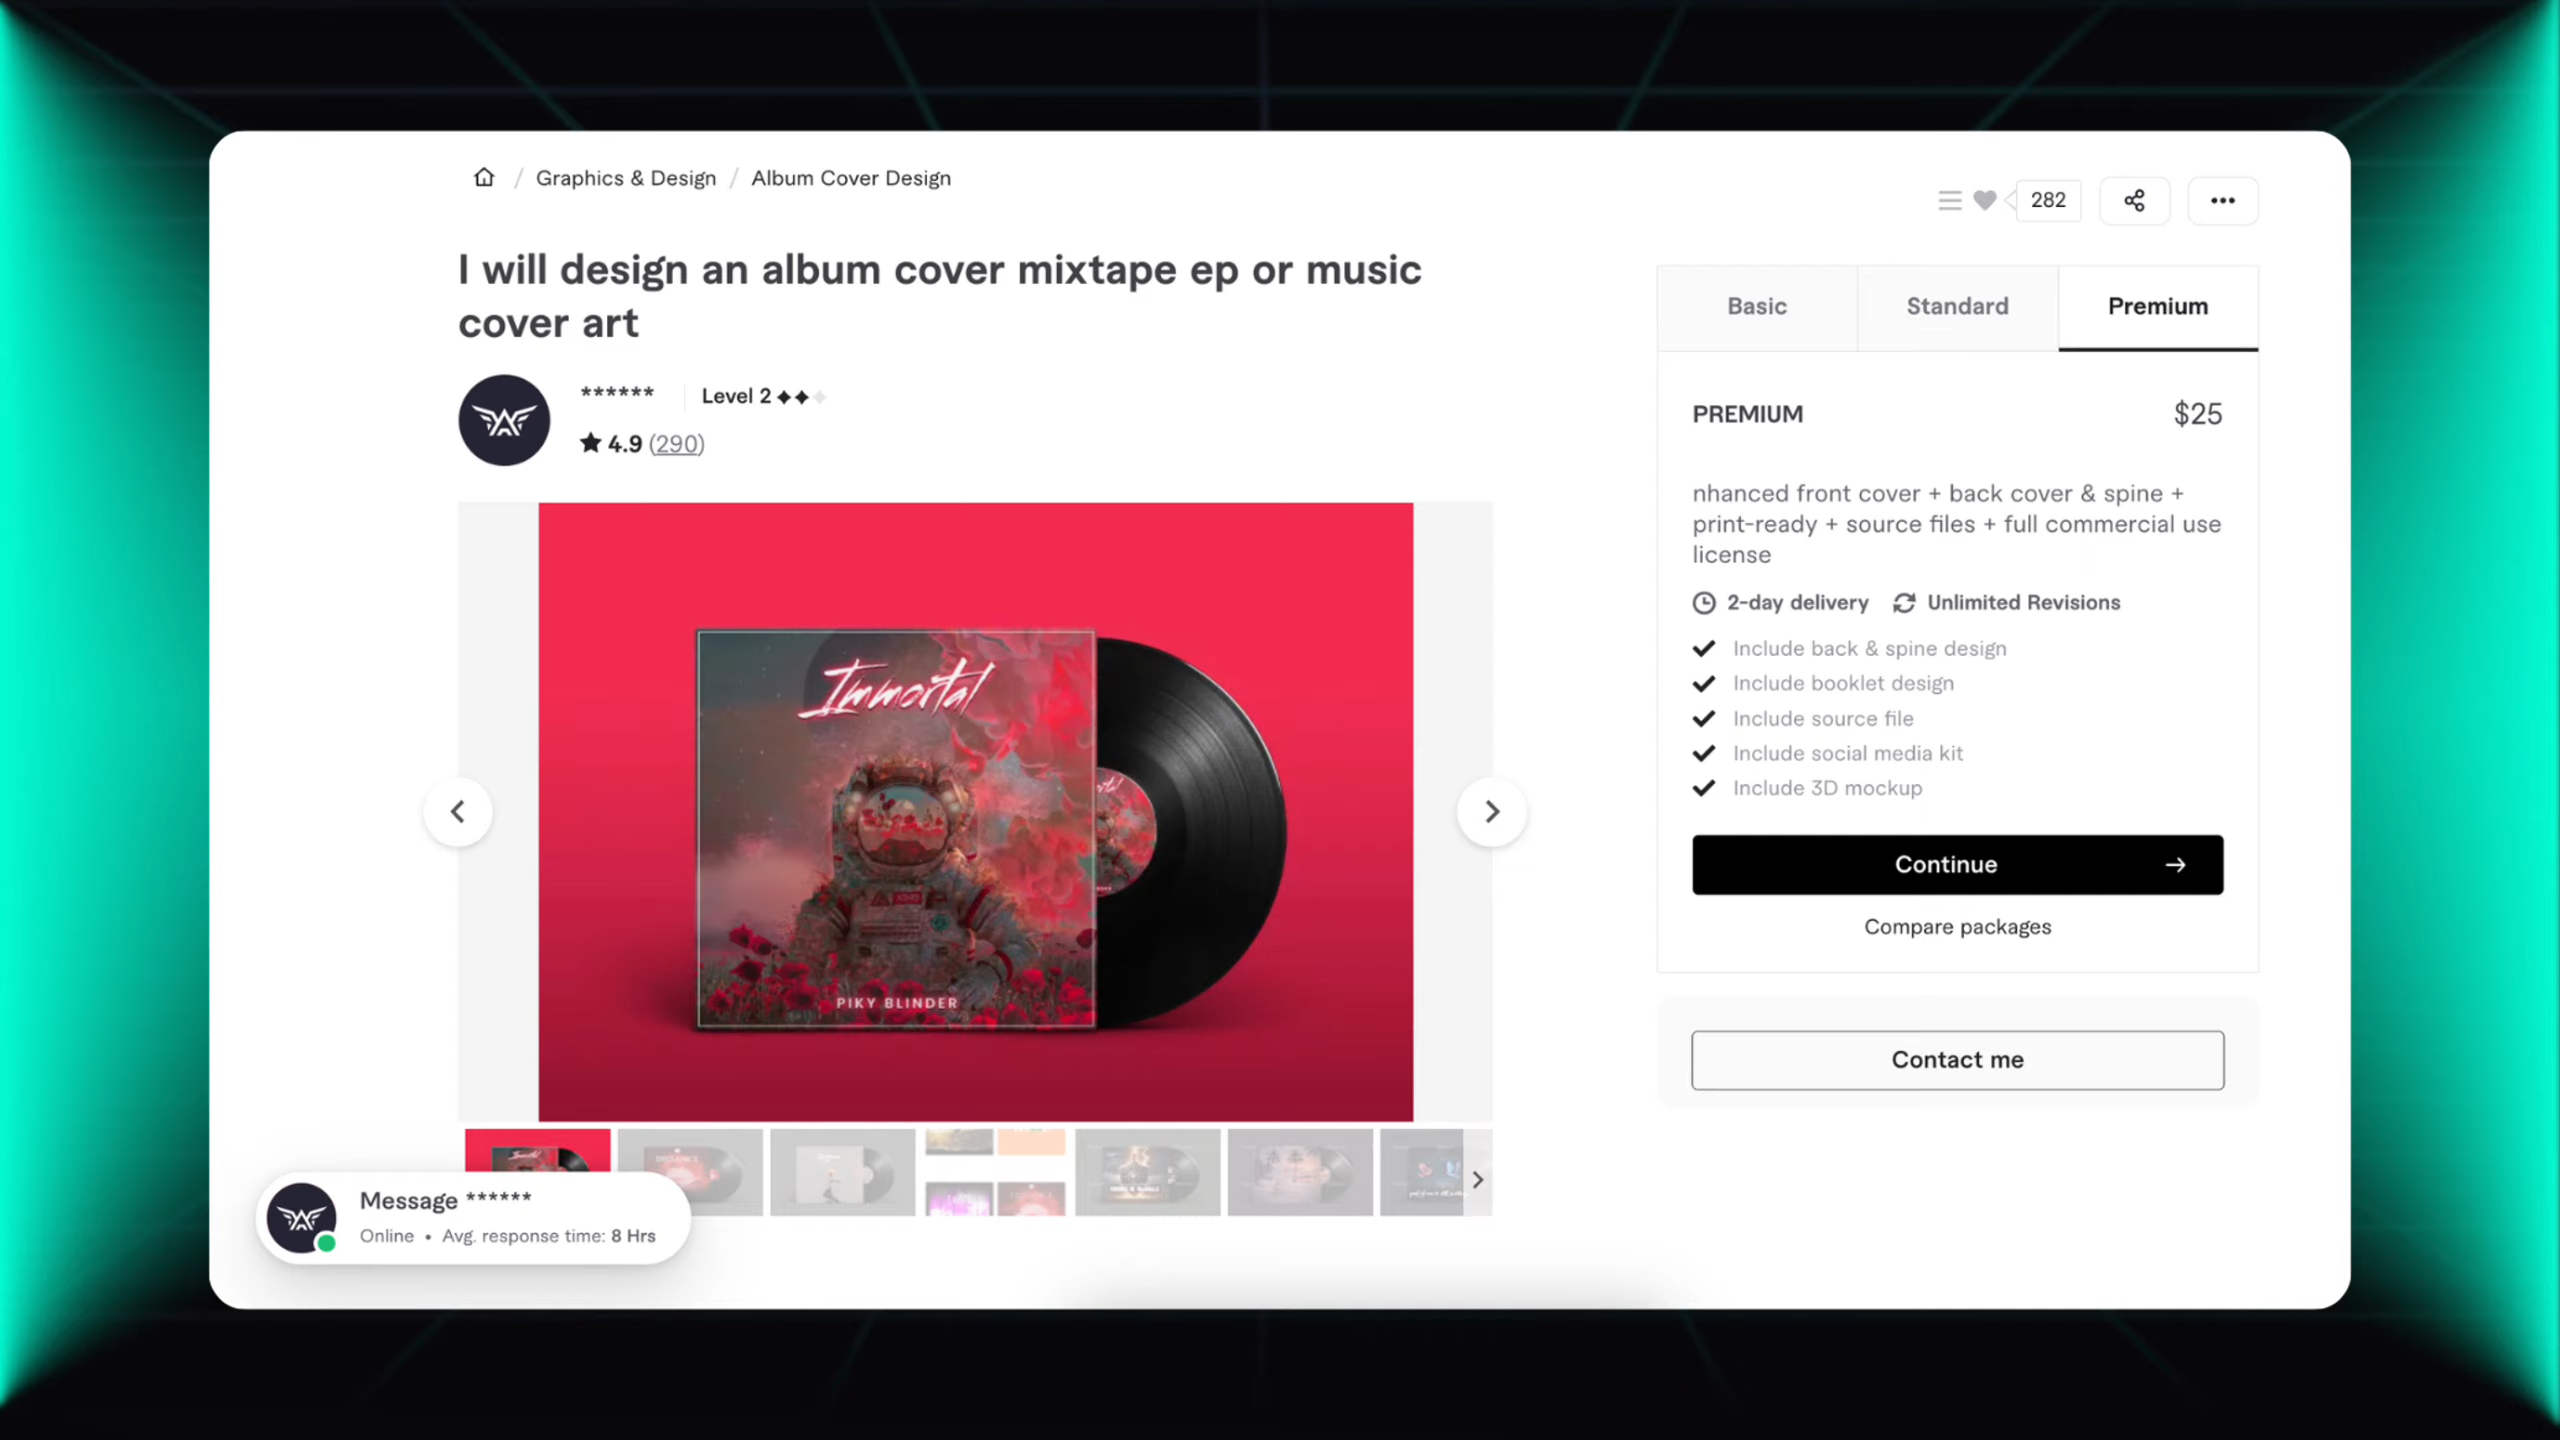 Graphics & Design / Album Cover Design
282
I will design an album cover mixtape ep or music
cover art
****** Level 2
4.9 (290)
Immortal
PIKY BLINDER
Basic Standard Premium
PREMIUM $25
nhanced front cover + back cover & spine +
print-ready + source files + full commercial use
license
2-day delivery Unlimited Revisions
Include back & spine design
Include booklet design
Include source file
Include social media kit
Include 3D mockup
Continue
Compare packages
Contact me
Message ******
Online • Avg. response time: 8 Hrs